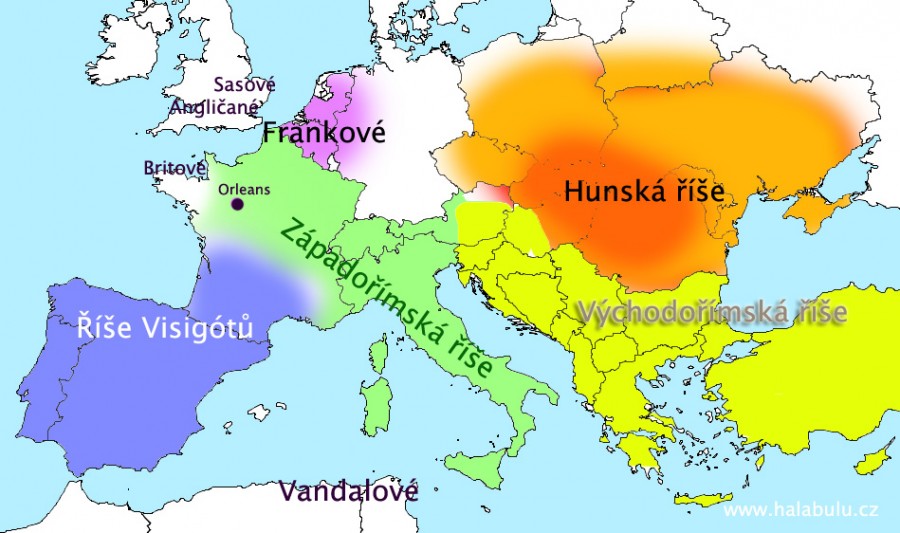 Sasové
Angličané
Frankové
Britové
Orleans
Hunská říše
Západořímská říše
Říše Visigótů
Východořímská říše
Vandalové
www.halabulu.cz